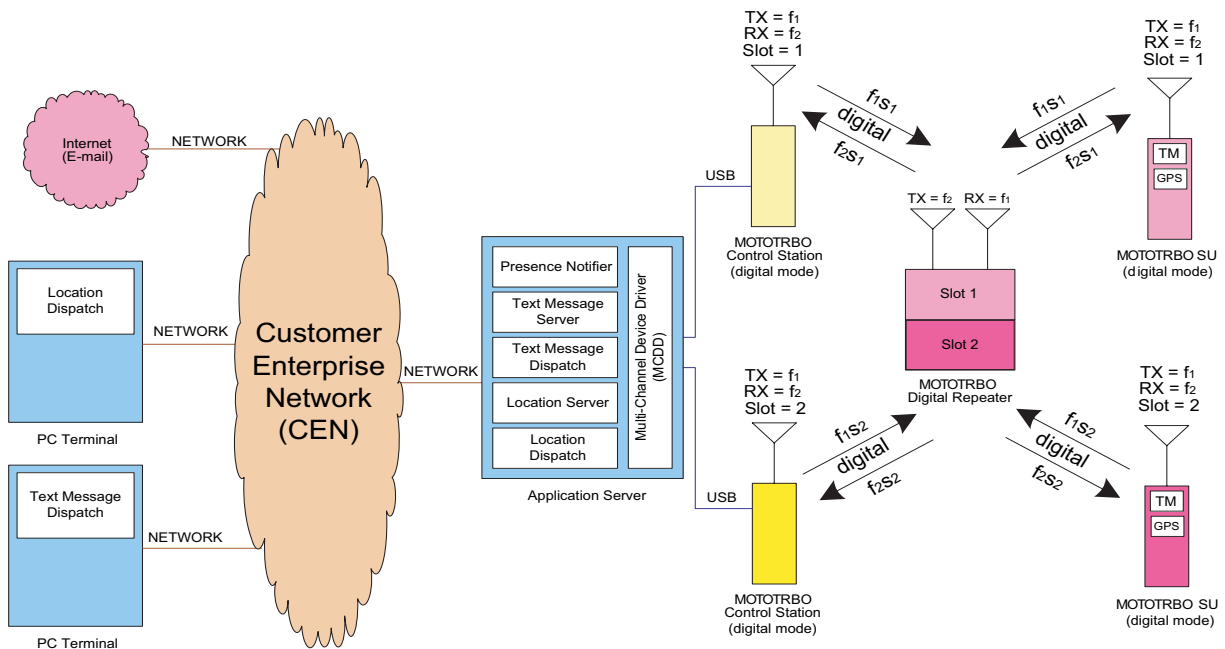 Internet
(E-mail)
NETWORK
Location
Dispatch
PC Terminal
NETWORK
Text Message
Dispatch
PC Terminal
NETWORK
Customer
Enterprise
Network
(CEN)
NETWORK
Presence Notifier
Text Message
Server
Text Message
Dispatch
Location Server
Location
Dispatch
Multi-Channel Device Driver
(MCDD)
Application Server
USB
USB
TX = f1
RX = f2
Slot = 1
MOTOTRBO
Control Station
(digital mode)
f1s1
digital
f2s1
TX = f1
RX = f2
Slot = 2
MOTOTRBO
Control Station
(digital mode)
f1s2
digital
f2s2
TX = f2
RX = f1
Slot 1
Slot 2
MOTOTRBO
Digital Repeater
f1s1
digital
f2s1
TX = f1
RX = f2
Slot = 1
TM
GPS
MOTOTRBO SU
(digital mode)
f1s2
digital
f2s2
TX = f1
RX = f2
Slot = 2
TM
GPS
MOTOTRBO SU
(digital mode)